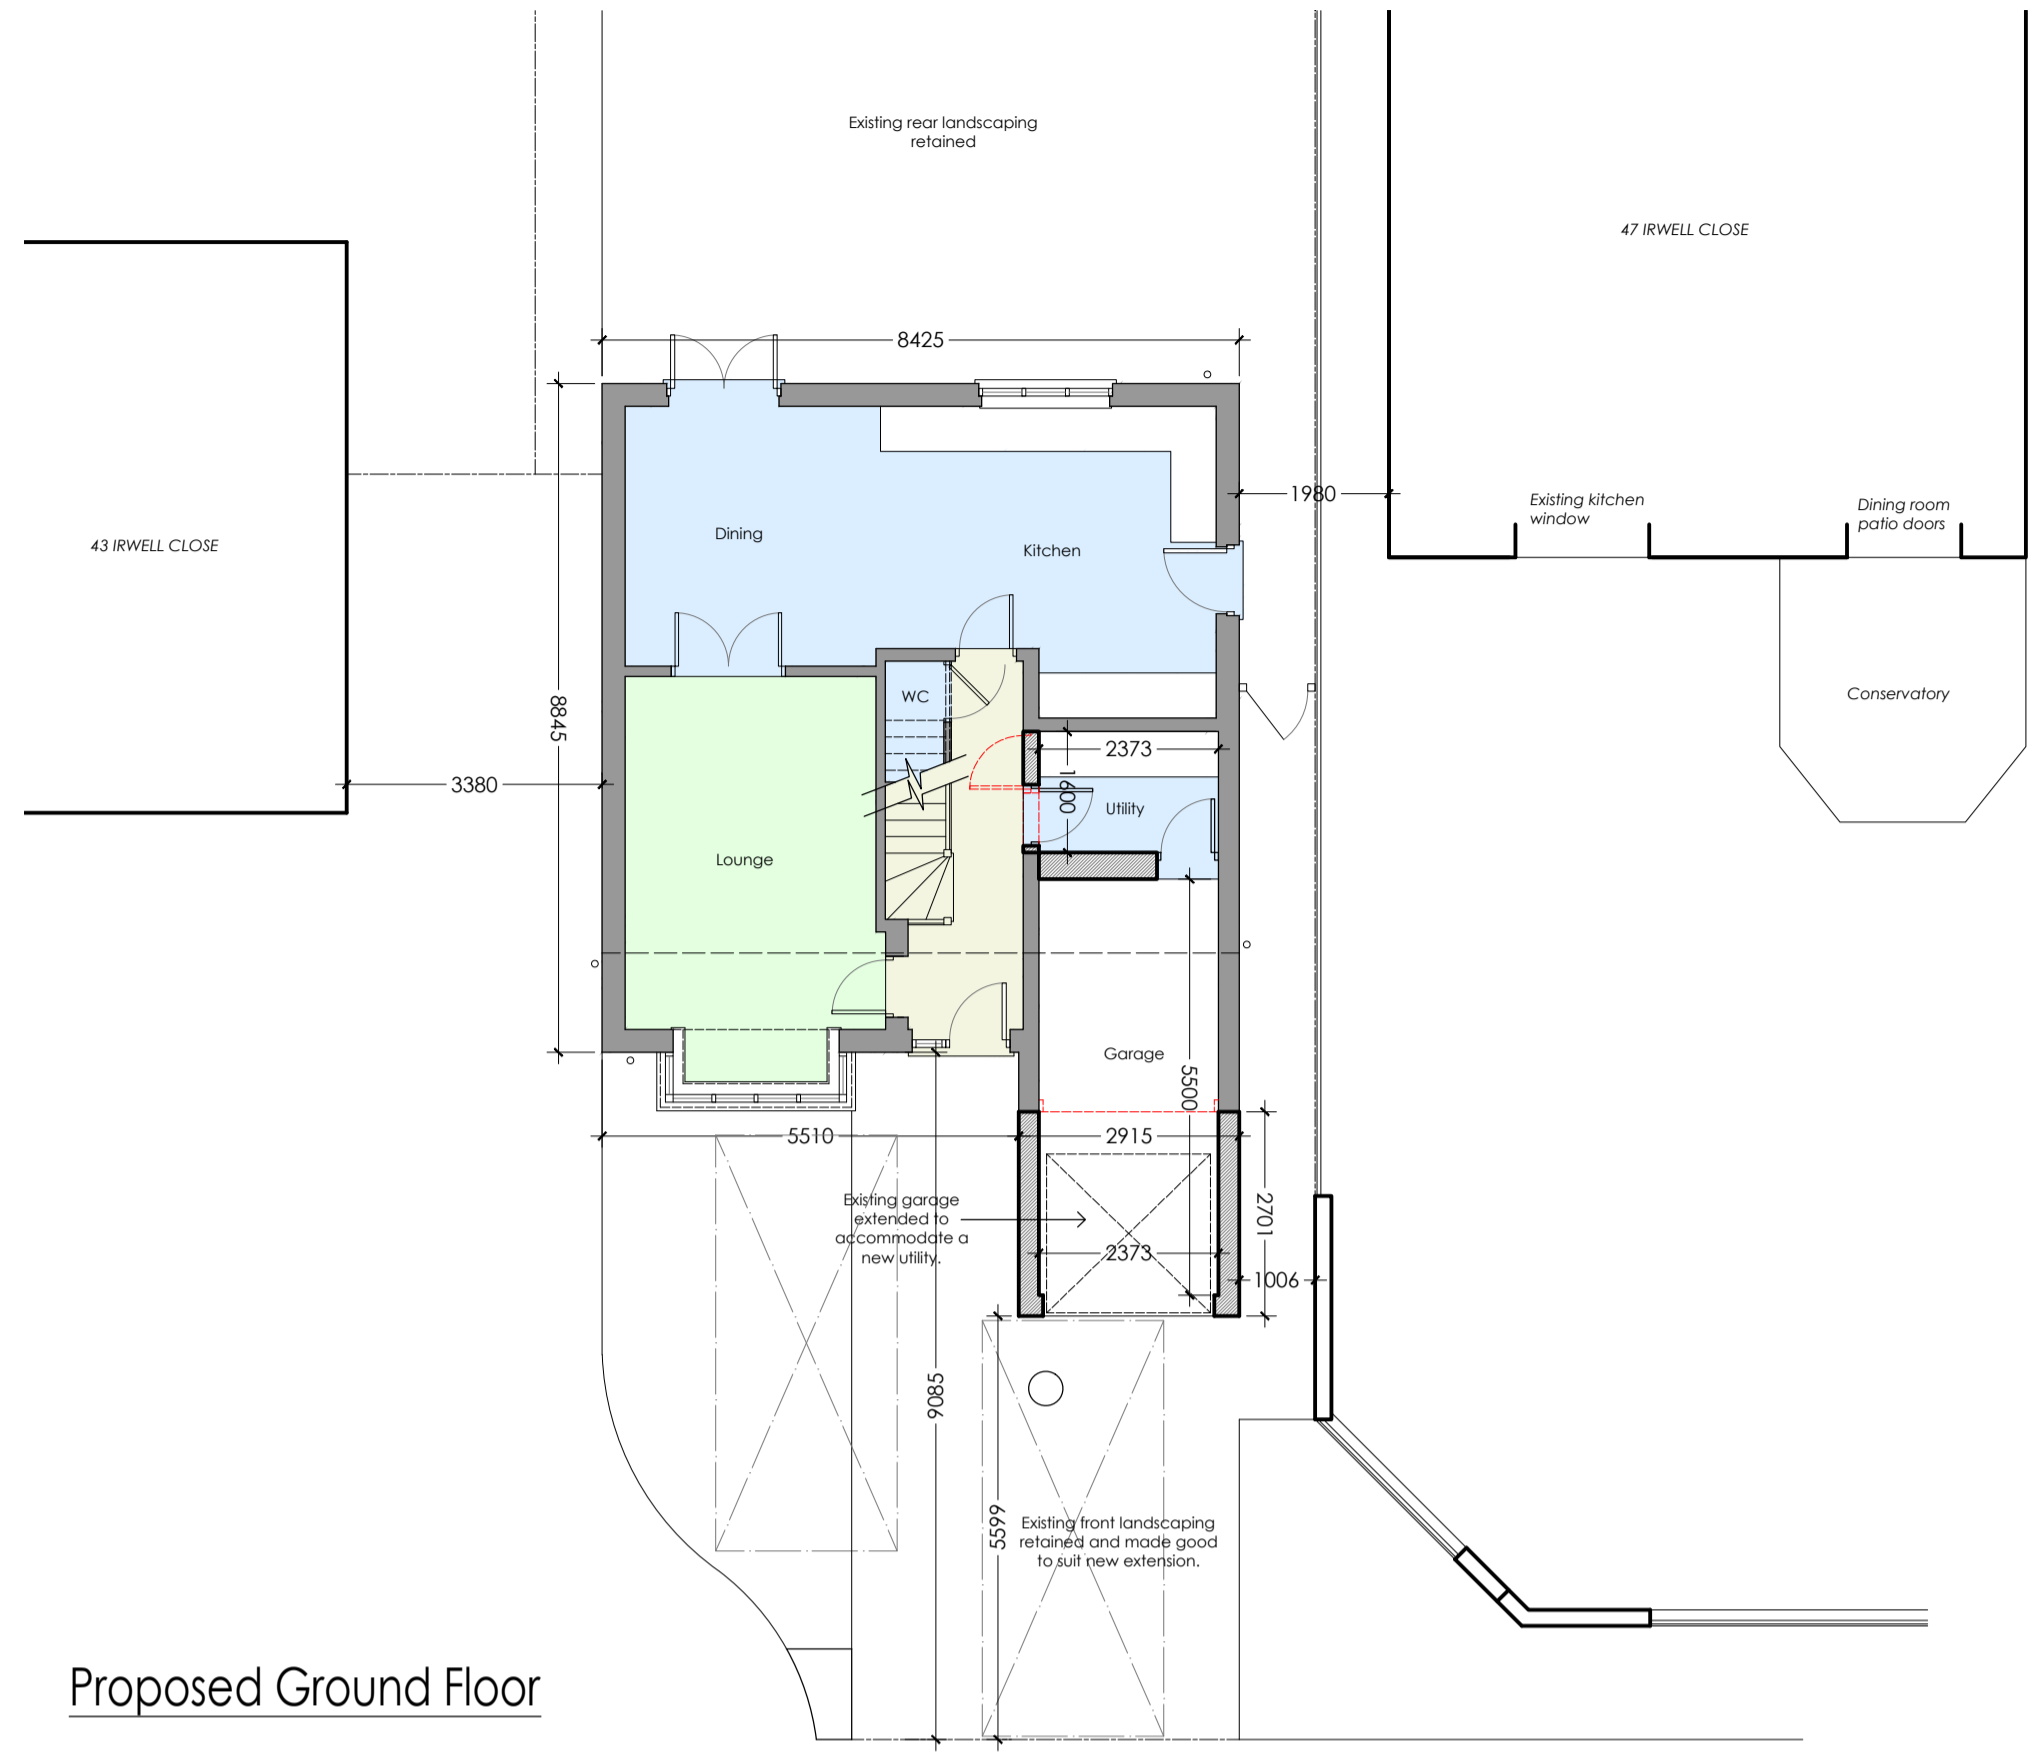 Existing rear landscaping
retained
47 IRWELL CLOSE
8425
1980
Existing kitchen
window
Dining room
patio doors
43 IRWELL CLOSE
Dining
Kitchen
WC
Conservatory
8845
2373
3380
1600
Utility
Lounge
Garage
5500
5510
2915
Existing garage
extended to
accommodate a
new utility.
2701
2373
1006
9085
5599
Existing front landscaping
retained and made good
to suit new extension.
Proposed Ground Floor